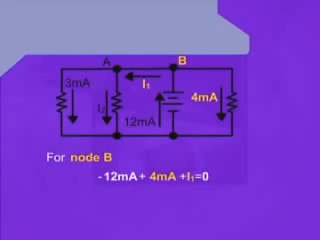 A B
I₁
3mA
4mA
I₂
12mA
For node B
-12mA + 4mA +I₁=0